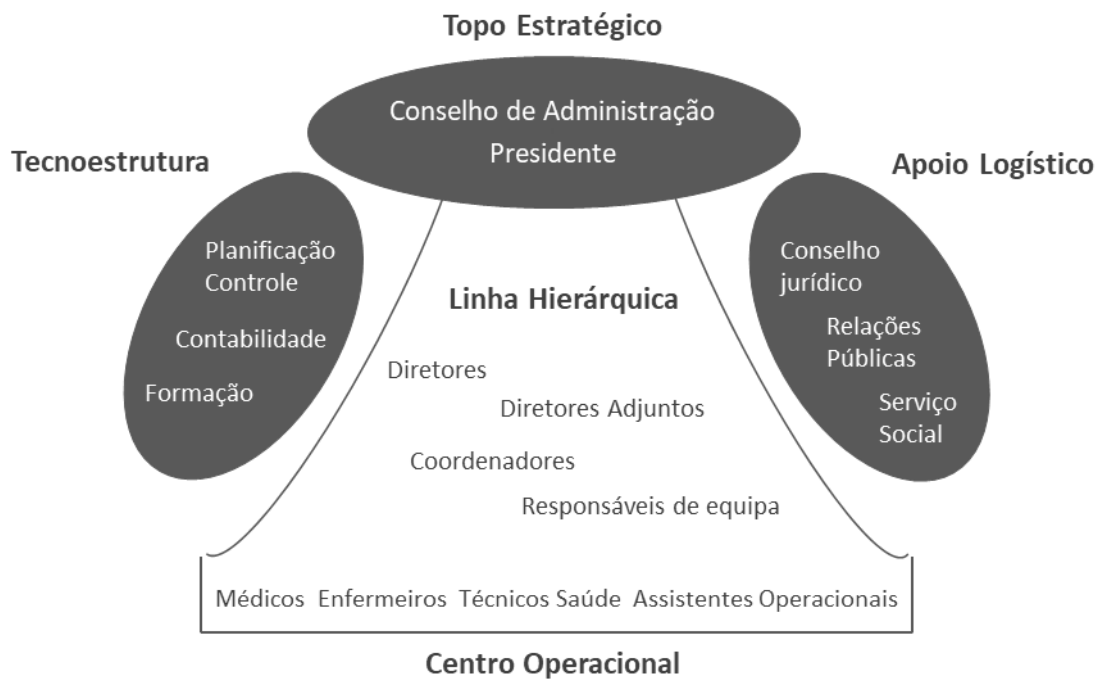 Topo Estratégico
Conselho de Administração
Presidente
Tecnoestrutura
Planificação
Controle
Contabilidade
Formação
Apoio Logístico
Conselho
jurídico
Relações
Públicas
Serviço
Social
Linha Hierárquica
Diretores
Diretores Adjuntos
Coordenadores
Responsáveis de equipa
Médicos Enfermeiros Técnicos Saúde Assistentes Operacionais
Centro Operacional